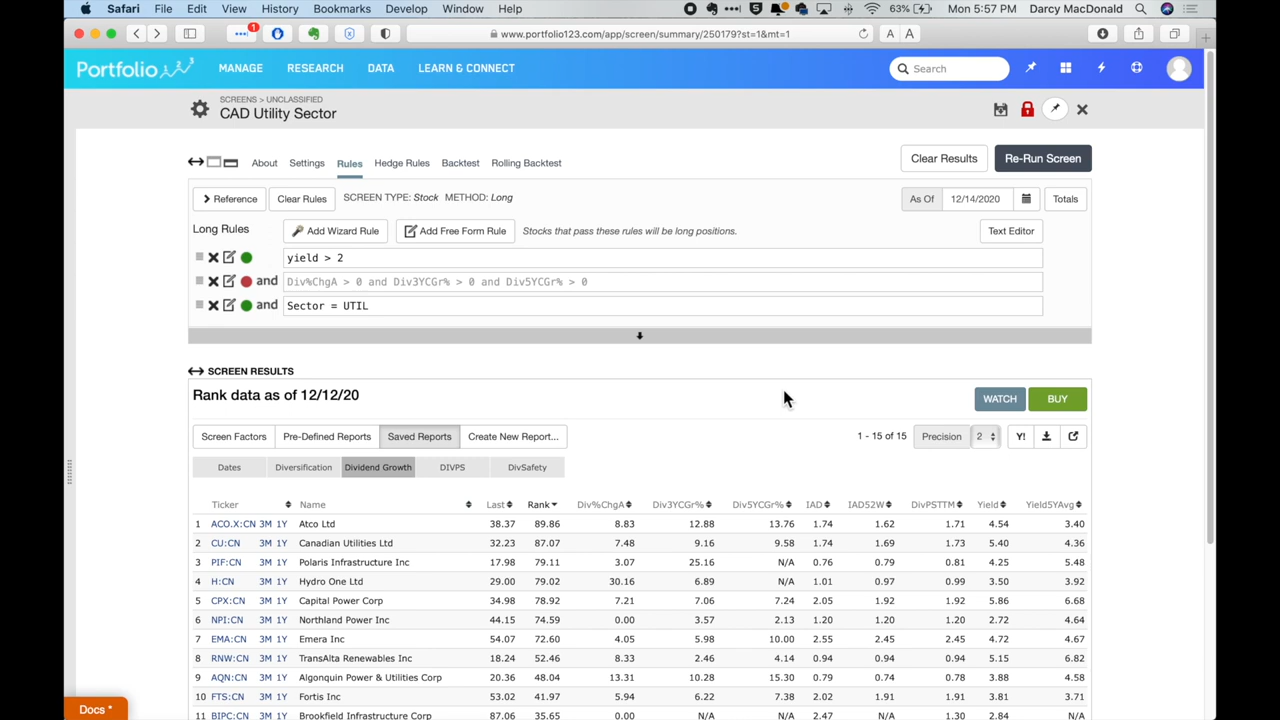 Safari File Edit View History Bookmarks Develop Window Help 63% Mon 5:57 PM Darcy MacDonald
www.portfolio123.com/app/screen/summary/250179?st=1&mt=1 A A
Portfolio MANAGE RESEARCH DATA LEARN & CONNECT Search
SCREENS > UNCLASSIFIED
CAD Utility Sector
About Settings Rules Hedge Rules Backtest Rolling Backtest Clear Results Re-Run Screen
Reference Clear Rules SCREEN TYPE: Stock METHOD: Long As Of 12/14/2020 Totals
Long Rules Add Wizard Rule Add Free Form Rule Stocks that pass these rules will be long positions. Text Editor
yield > 2
and Div%ChgA > 0 and Div3YCGr% > 0 and Div5YCGr% > 0
and Sector = UTIL
SCREEN RESULTS
Rank data as of 12/12/20 WATCH BUY
Screen Factors Pre-Defined Reports Saved Reports Create New Report... 1 - 15 of 15 Precision 2 Y!
Dates Diversification Dividend Growth DIVPS DivSafety
Ticker Name Last Rank Div%ChgA Div3YCGr% Div5YCGr% IAD IAD52W DivPSTTM Yield Yield5YAvg
1 ACO.X:CN 3M 1Y Atco Ltd 38.37 89.86 8.83 12.88 13.76 1.74 1.62 1.71 4.54 3.40
2 CU:CN 3M 1Y Canadian Utilities Ltd 32.23 87.07 7.48 9.16 9.58 1.74 1.69 1.73 5.40 4.36
3 PIF:CN 3M 1Y Polaris Infrastructure Inc 17.98 79.11 3.07 25.16 N/A 0.76 0.79 0.81 4.25 5.48
4 H:CN 3M 1Y Hydro One Ltd 29.00 79.02 30.16 6.89 N/A 1.01 0.97 0.99 3.50 3.92
5 CPX:CN 3M 1Y Capital Power Corp 34.98 78.92 7.21 7.06 7.24 2.05 1.92 1.92 5.86 6.68
6 NPI:CN 3M 1Y Northland Power Inc 44.15 74.59 0.00 3.57 2.13 1.20 1.20 1.20 2.72 4.64
7 EMA:CN 3M 1Y Emera Inc 54.07 72.60 4.05 5.98 10.00 2.55 2.45 2.45 4.72 4.67
8 RNW:CN 3M 1Y TransAlta Renewables Inc 18.24 52.46 8.33 2.46 4.14 0.94 0.94 0.94 5.15 6.82
9 AQN:CN 3M 1Y Algonquin Power & Utilities Corp 20.36 48.04 13.31 10.28 15.30 0.79 0.74 0.78 3.88 4.58
10 FTS:CN 3M 1Y Fortis Inc 53.02 41.97 5.94 6.22 7.38 2.02 1.91 1.91 3.81 3.71
11 BIPC:CN 3M 1Y Brookfield Infrastructure Corp 87.06 35.65 0.00 N/A N/A 2.47 N/A 1.30 2.84 N/A
Docs *